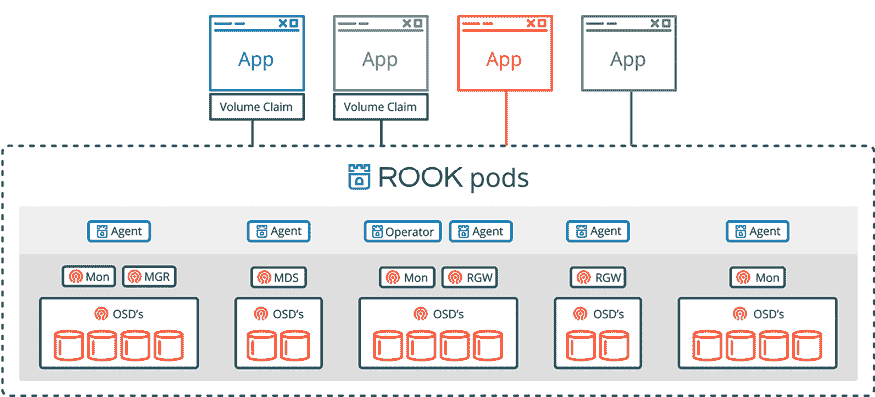 App App App App
Volume Claim Volume Claim
ROOK pods
Agent Agent Operator Agent Agent Agent
Mon MGR MDS Mon RGW RGW Mon
OSD's OSD's OSD's OSD's OSD's